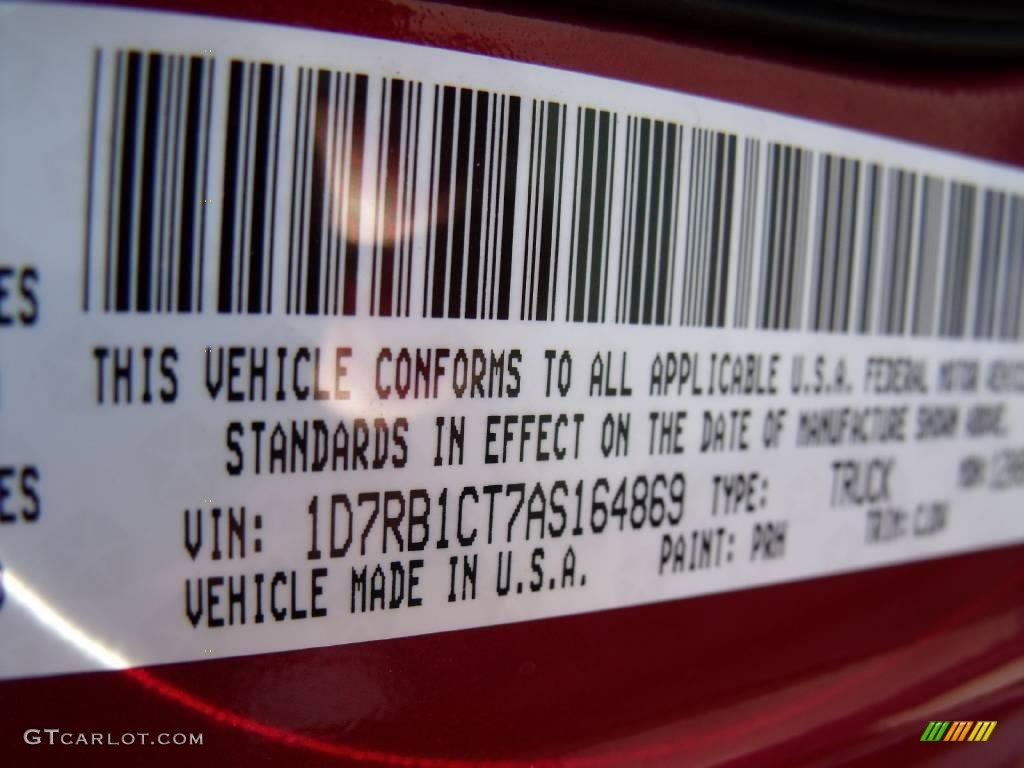 ES
THIS VEHICLE CONFORMS TO ALL APPLICABLE U.S.A. FEDERAL MOTOR
STANDARDS IN EFFECT ON THE DATE OF MANUFACTURE SHOWN ABOVE.
ES
VIN: 1D7RB1CT7AS164869 TYPE: TRUCK
VEHICLE MADE IN U.S.A. PAINT: PRH TRIM:
GTCARLOT.COM